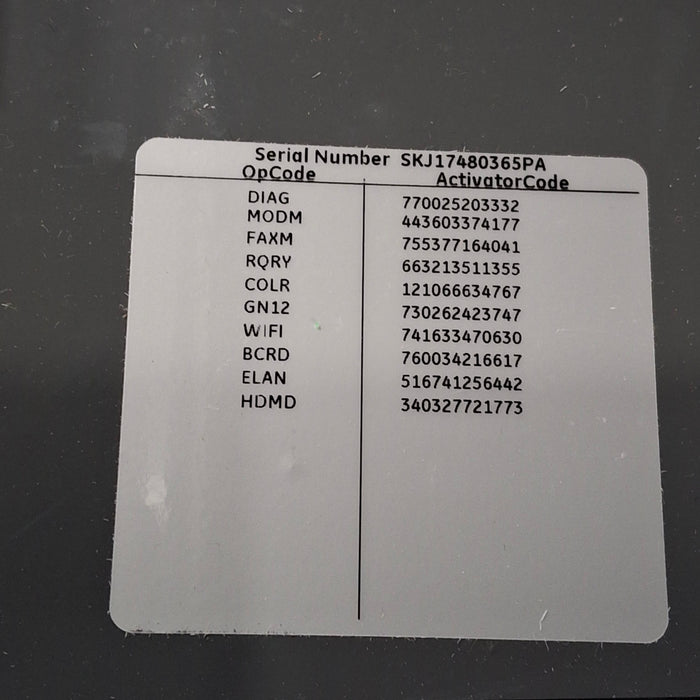 Serial Number SKJ17480365PA
OpCode ActivatorCode
DIAG 770025203332
MODM 443603374177
FAXM 755377164041
RQRY 663213511355
COLR 121066634767
GN12 730262423747
WIFI 741633470630
BCRD 760034216617
ELAN 516741256442
HDMD 340327721773